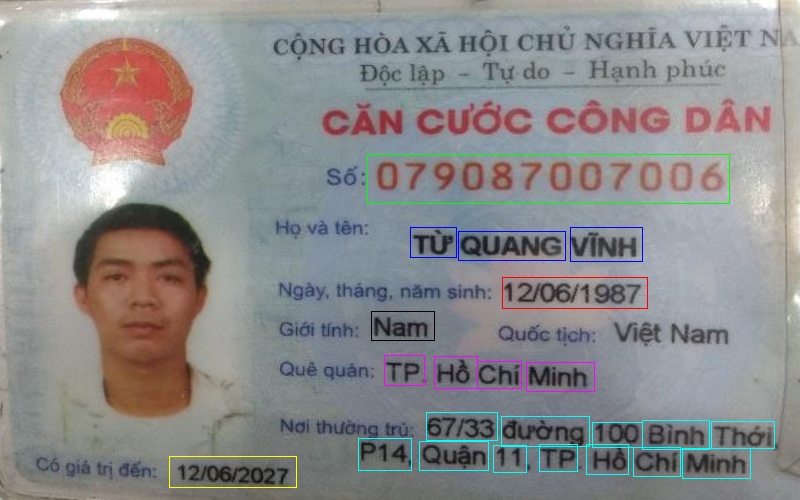 CỘNG HÒA XÃ HỘI CHỦ NGHĨA VIỆT NA
Độc lập - Tự do - Hạnh phúc
CĂN CƯỚC CÔNG DÂN
Số: 079087007006
Họ và tên: TỪ QUANG VĨNH
Ngày, tháng, năm sinh: 12/06/1987
Giới tính: Nam Quốc tịch: Việt Nam
Quê quán: TP. Hồ Chí Minh
Nơi thường trú: 67/33 đường 100 Bình Thới,
P14, Quận 11, TP. Hồ Chí Minh
Có giá trị đến: 12/06/2027